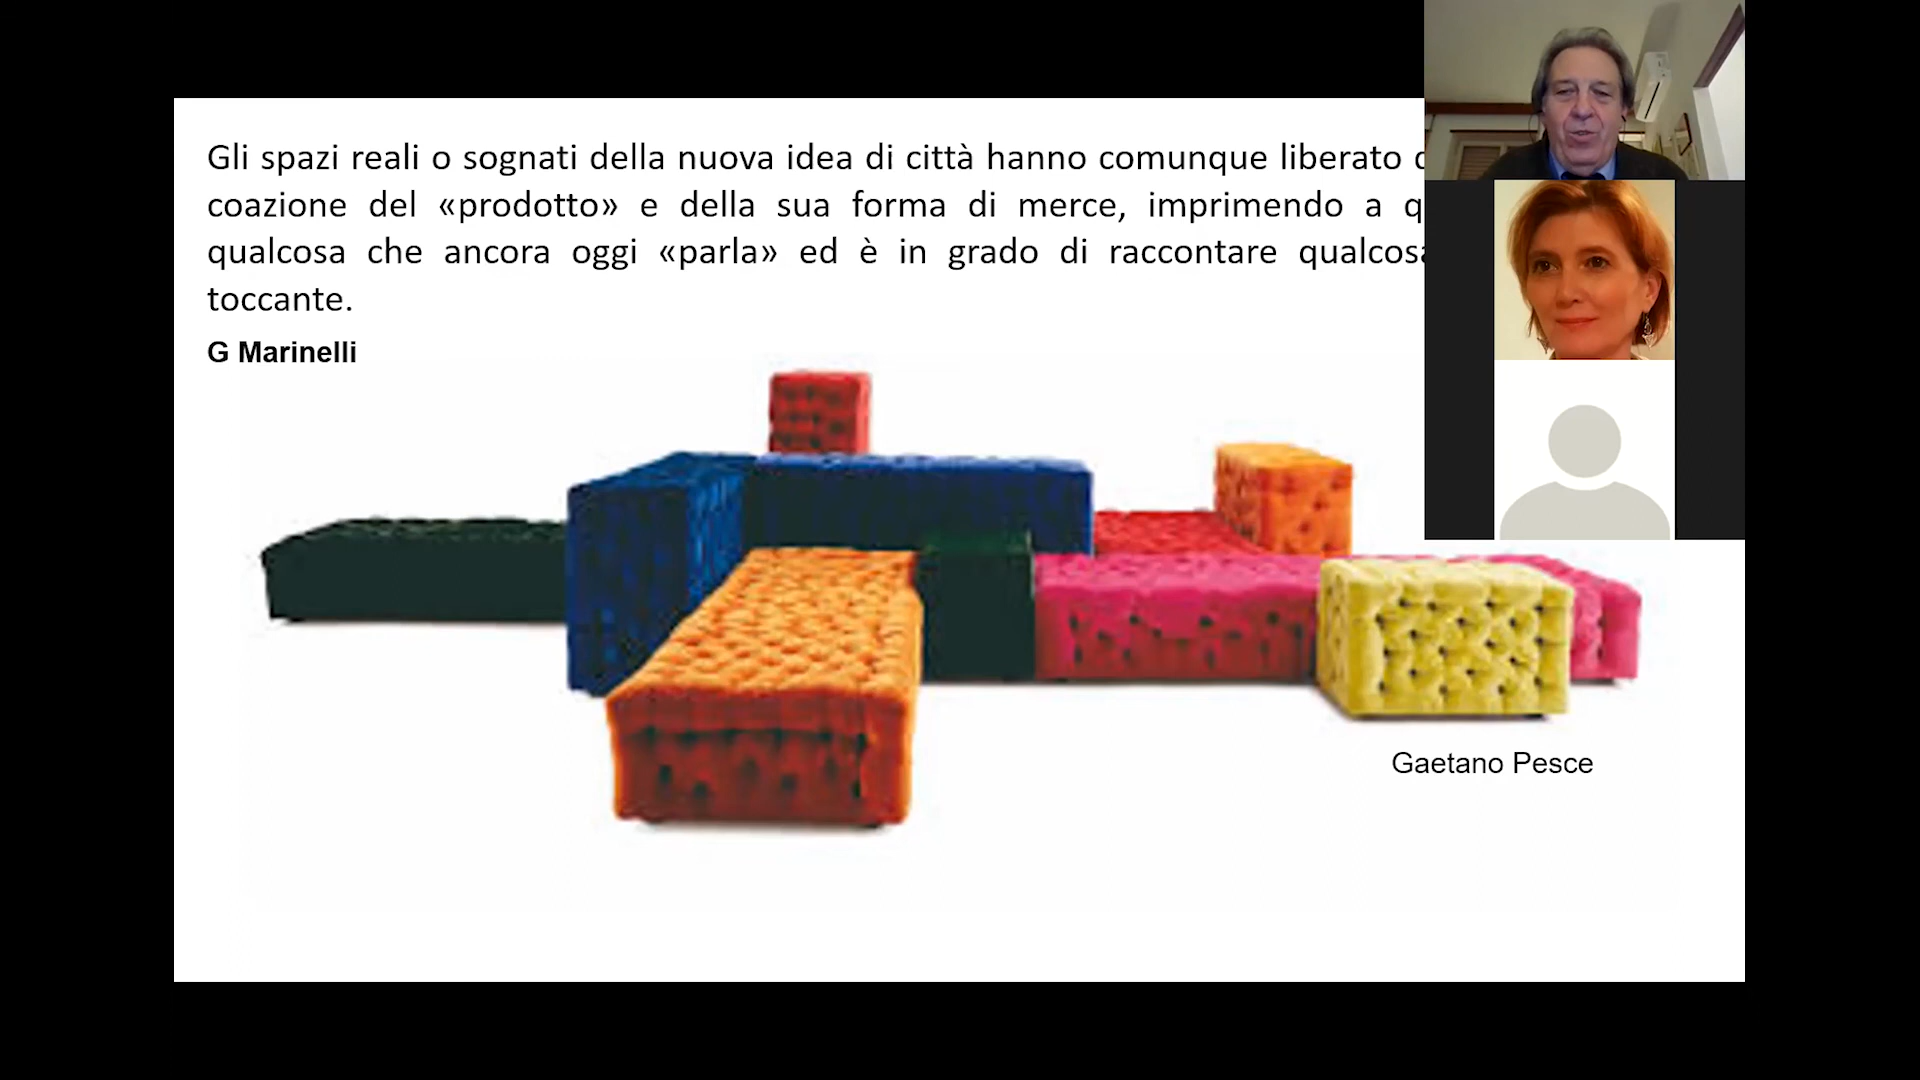 Gli spazi reali o sognati della nuova idea di città hanno comunque liberato
coazione del «prodotto» e della sua forma di merce, imprimendo a
qualcosa che ancora oggi «parla» ed è in grado di raccontare qualcosa
toccante.
G Marinelli
Gaetano Pesce